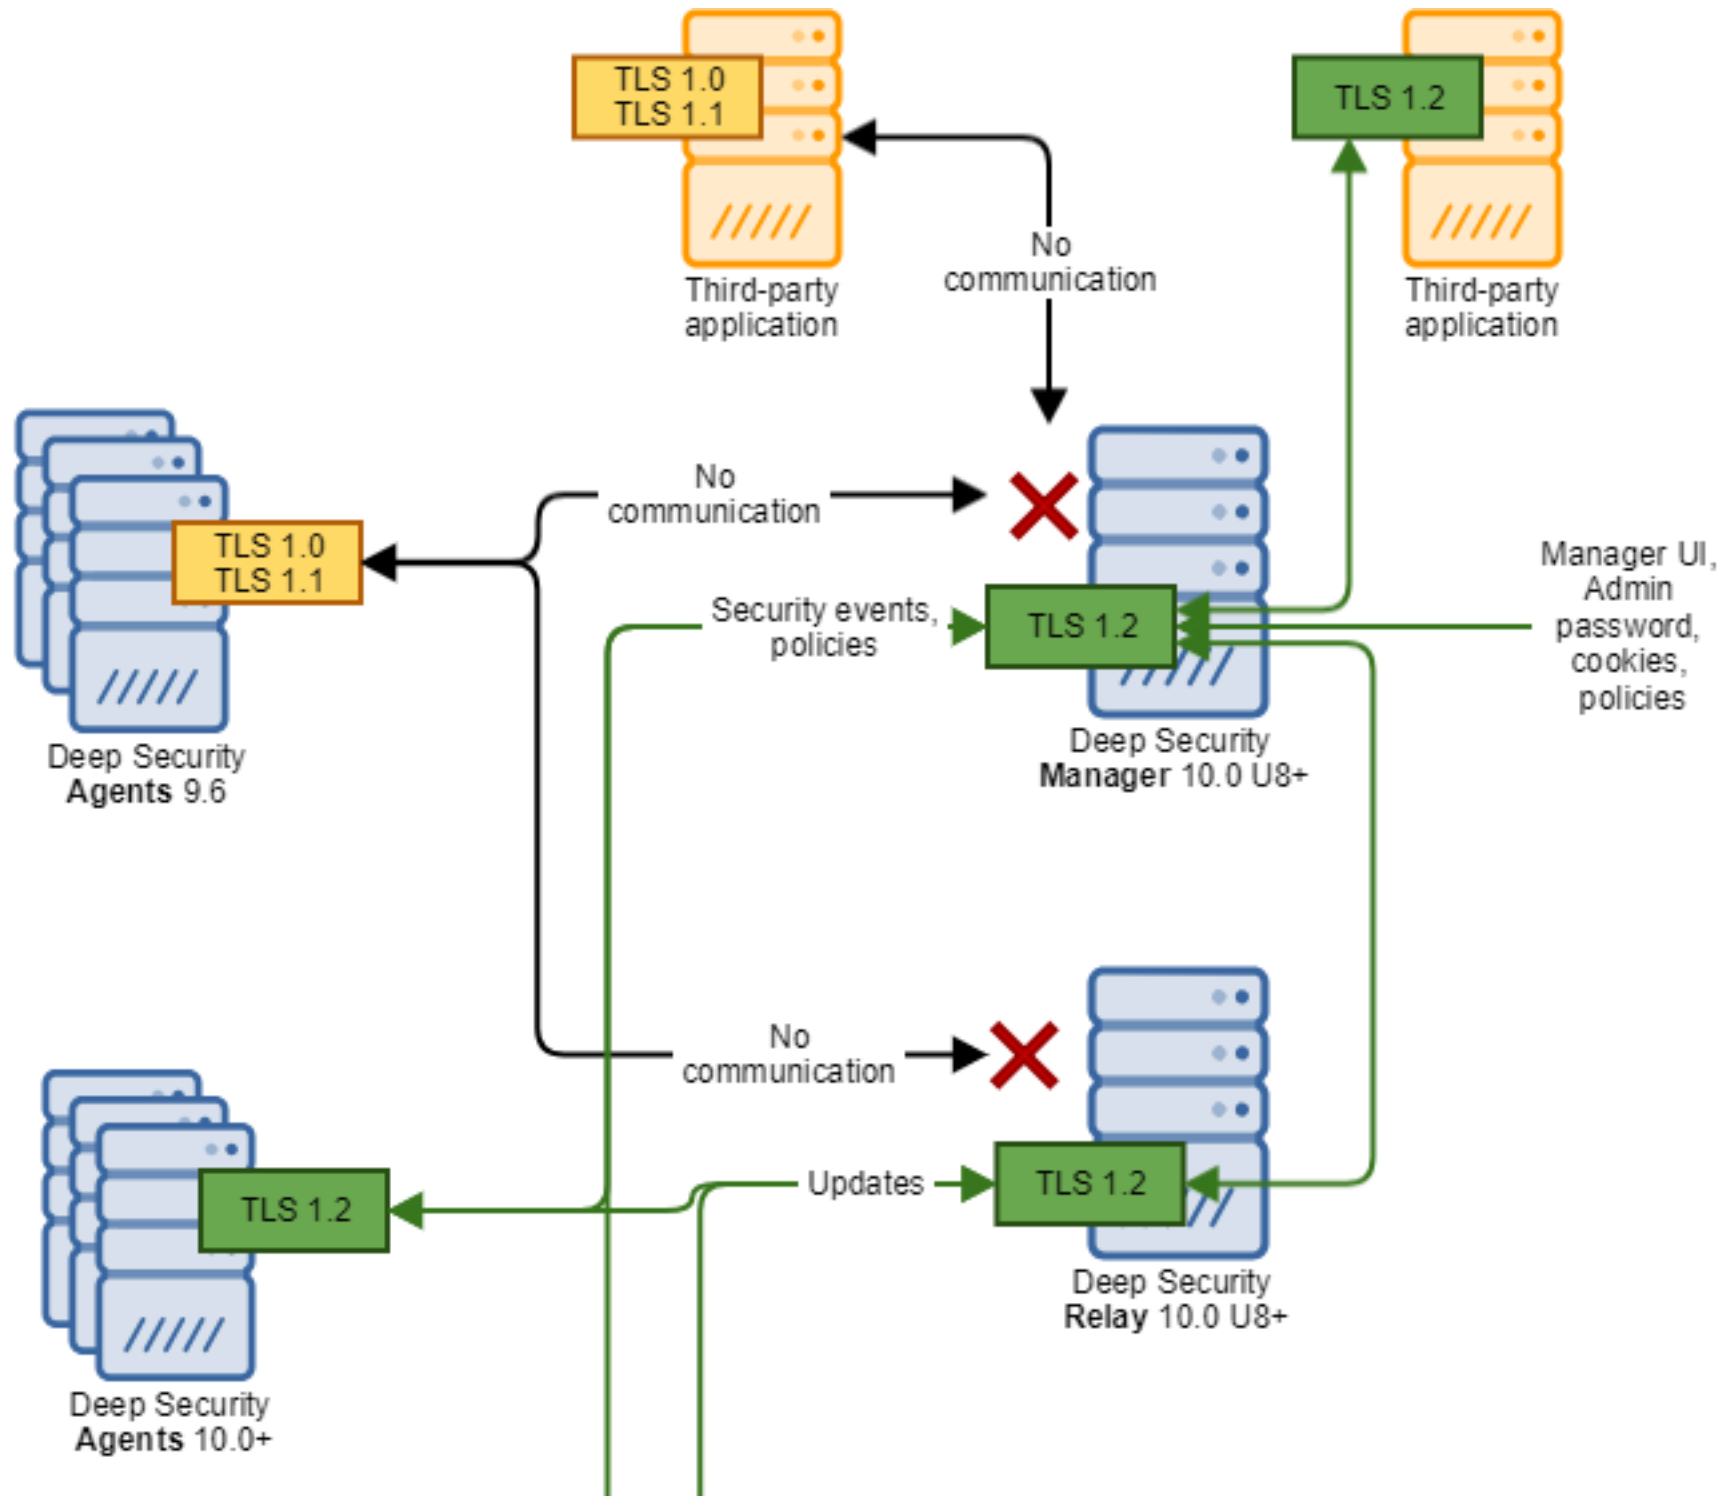 TLS 1.0
TLS 1.1
TLS 1.2
Third-party
application
No
communication
Third-party
application
No
communication
TLS 1.0
TLS 1.1
Security events,
policies
TLS 1.2
Manager UI,
Admin
password,
cookies,
policies
Deep Security
Agents 9.6
Deep Security
Manager 10.0 U8+
No
communication
TLS 1.2
Updates
TLS 1.2
Deep Security
Relay 10.0 U8+
Deep Security
Agents 10.0+